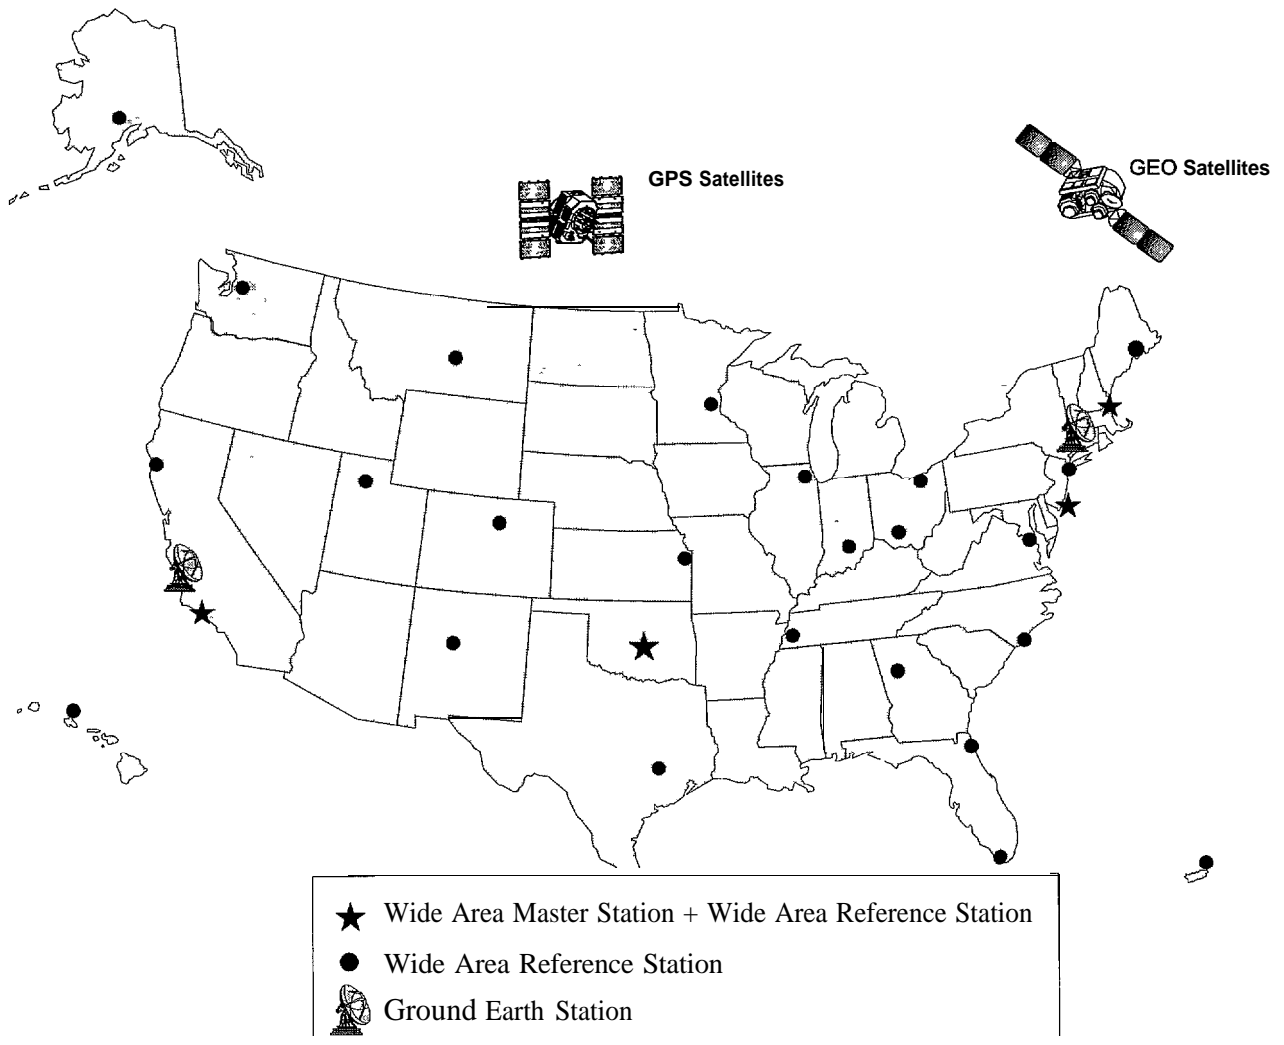 GPS Satellites
GEO Satellites
Wide Area Master Station + Wide Area Reference Station
Wide Area Reference Station
Ground Earth Station